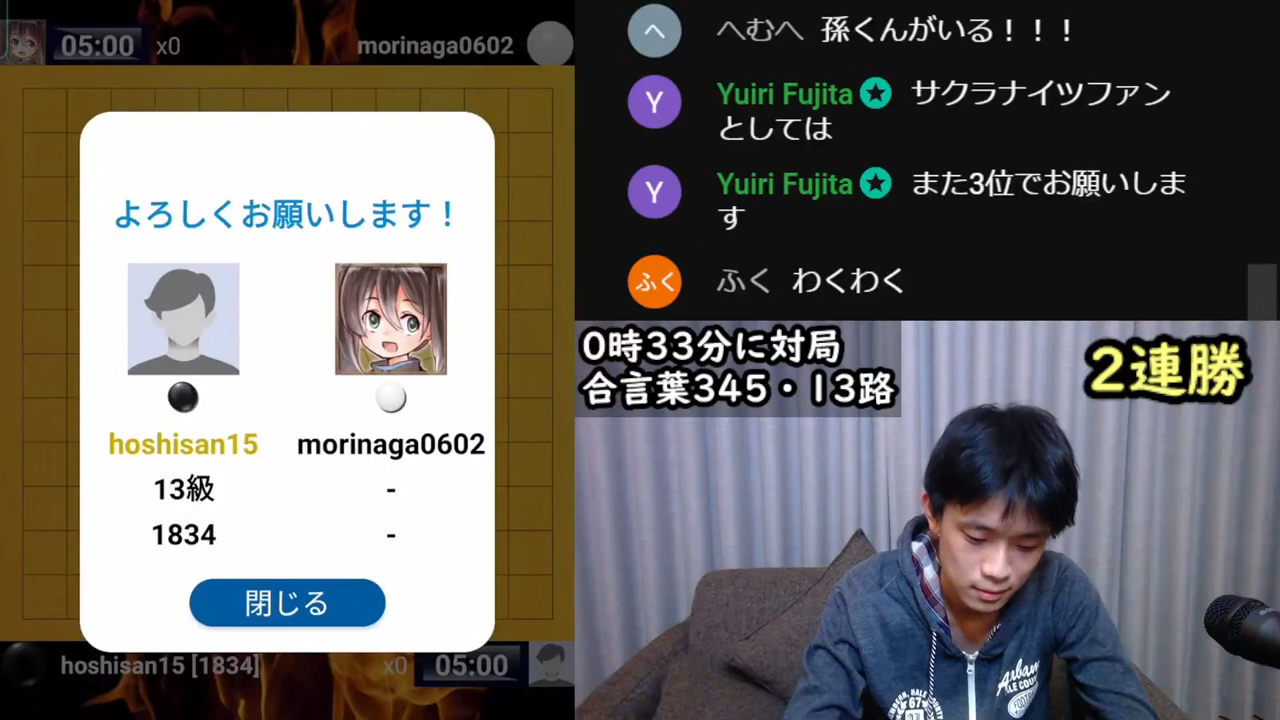 05:00 x0 morinaga0602
よろしくお願いします！
hoshisan15 morinaga0602
13級 -
1834 -
閉じる
hoshisan15 [1834] x0 05:00
へ へむへ 孫くんがいる！！！
Y Yuiri Fujita サクラナイツファン
としては
Y Yuiri Fujita また3位でお願いしま
す
ふく ふく わくわく
0時33分に対局
合言葉345・13路
2連勝
67